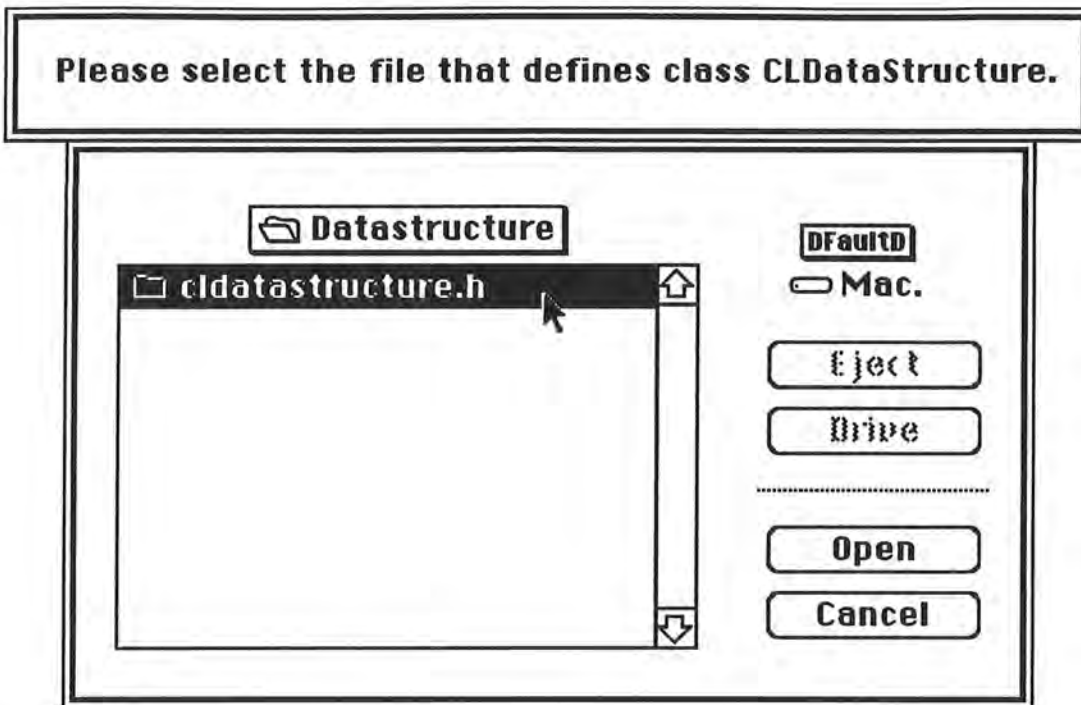 Please select the file that defines class CLDataStructure.
Datastructure
cldatastructure.h
DFaultD
Mac.
Eject
Drive
Open
Cancel